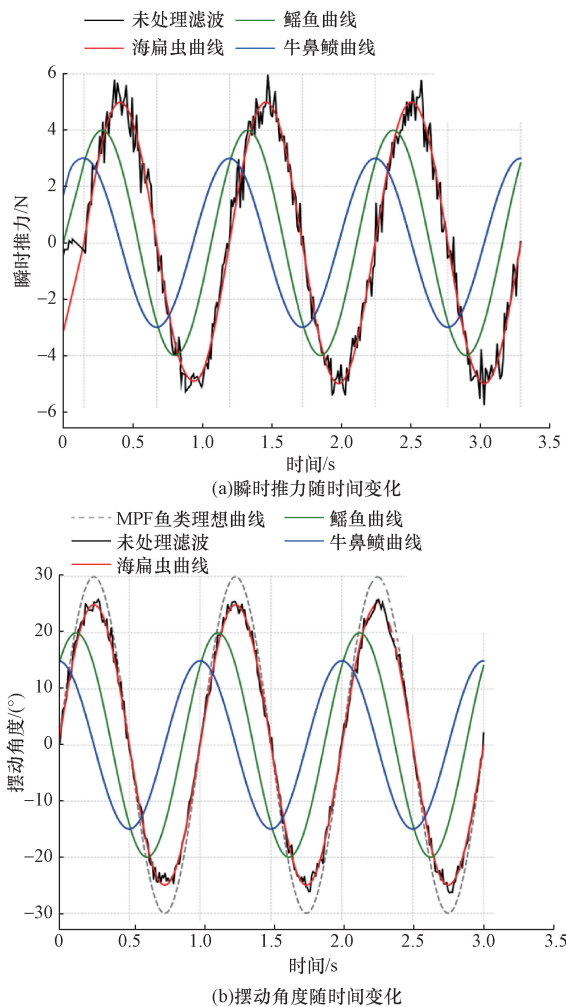 未处理滤波 鳐鱼曲线
海扁虫曲线 牛鼻鲼曲线
6
4
2
0
−2
−4
−6
瞬时推力/N
0 0.5 1.0 1.5 2.0 2.5 3.0 3.5
时间/s
(a)瞬时推力随时间变化
MPF鱼类理想曲线 鳐鱼曲线
未处理滤波 牛鼻鲼曲线
海扁虫曲线
30
20
10
0
−10
−20
−30
摆动角度/(°)
0 0.5 1.0 1.5 2.0 2.5 3.0 3.5
时间/s
(b)摆动角度随时间变化